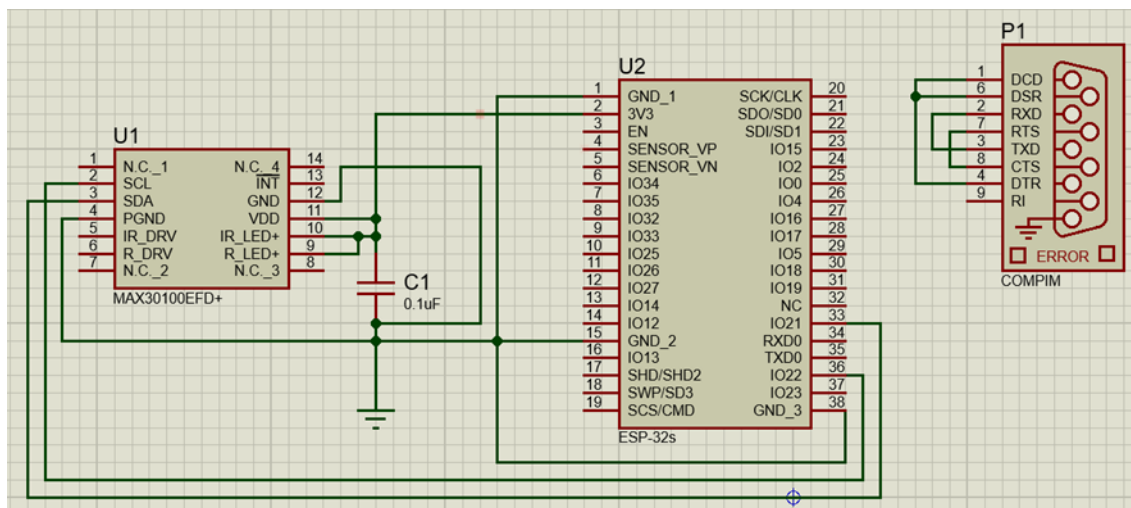 U1
1 N.C._1 N.C._4 14
2 SCL INT 13
3 SDA GND 12
4 PGND VDD 11
5 IR_DRV IR_LED+ 10
6 R_DRV R_LED+ 9
7 N.C._2 N.C._3 8
MAX30100EFD+
C1
0.1uF
U2
1 GND_1 SCK/CLK 20
2 3V3 SDO/SD0 21
3 EN SDI/SD1 22
4 SENSOR_VP IO15 23
5 SENSOR_VN IO2 24
6 IO34 IO0 25
7 IO35 IO4 26
8 IO32 IO16 27
9 IO33 IO17 28
10 IO25 IO5 29
11 IO26 IO18 30
12 IO27 IO19 31
13 IO14 NC 32
14 IO12 IO21 33
15 GND_2 RXD0 34
16 IO13 TXD0 35
17 SHD/SHD2 IO22 36
18 SWP/SD3 IO23 37
19 SCS/CMD GND_3 38
ESP-32s
P1
1 DCD
6 DSR
2 RXD
7 RTS
3 TXD
8 CTS
4 DTR
9 RI
ERROR
COMPIM